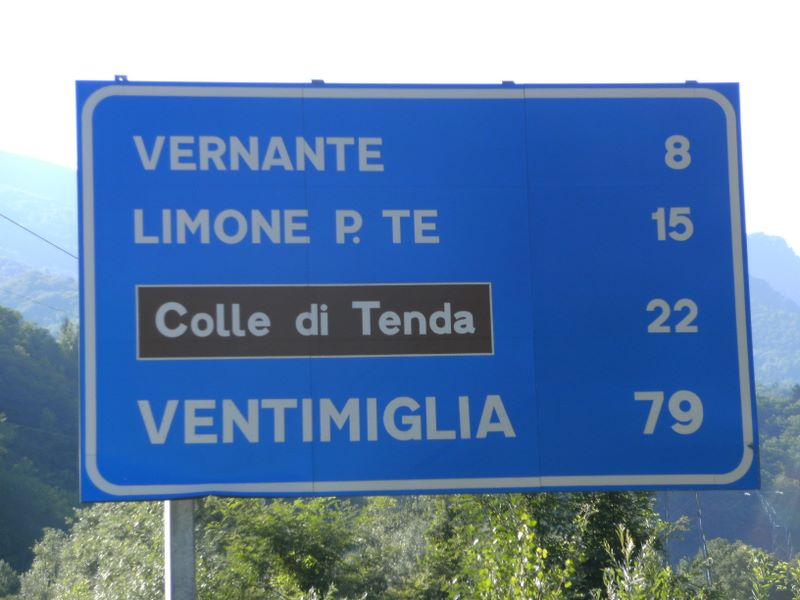 VERNANTE 8
LIMONE P. TE 15
Colle di Tenda 22
VENTIMIGLIA 79